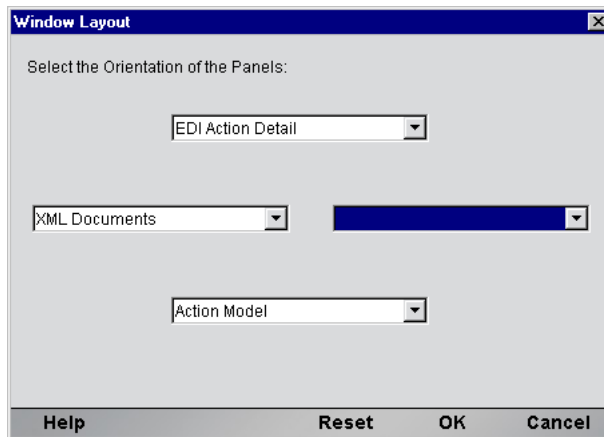 Window Layout
Select the Orientation of the Panels:
EDI Action Detail
XML Documents
Action Model
Help Reset OK Cancel